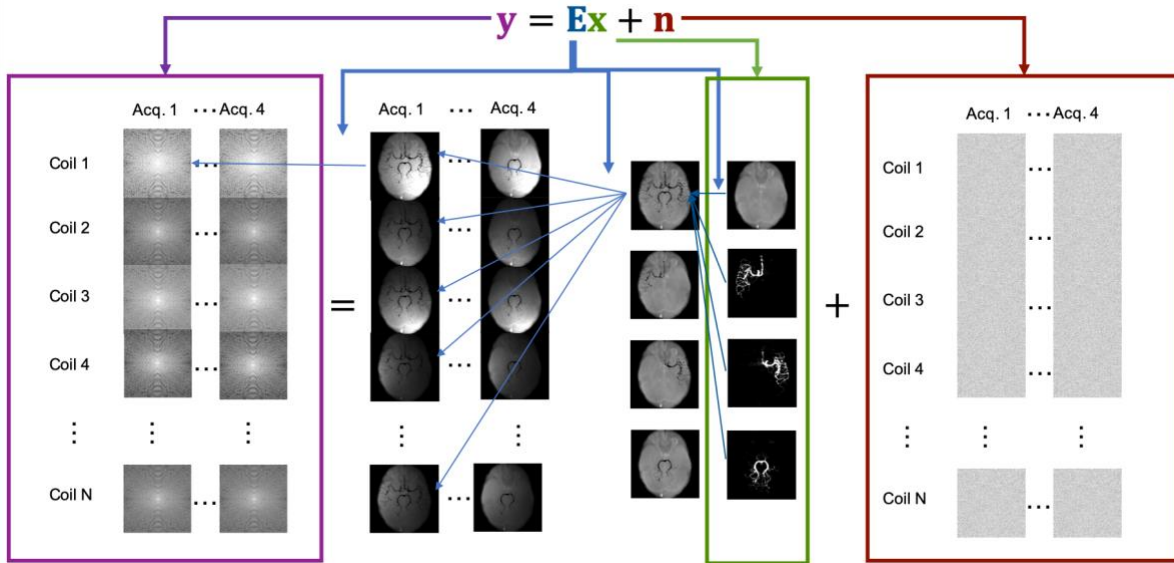 y = Ex + n
Acq. 1 ⋯ Acq. 4
Acq. 1 ⋯ Acq. 4
Acq. 1 ⋯ Acq. 4
Coil 1 ⋯
Coil 2 ⋯
Coil 3 ⋯
Coil 4 ⋯
⋮ ⋮ ⋮
Coil N ⋯
=
⋯
⋯
⋯
⋯
⋮ ⋮
⋯
+
Coil 1 ⋯
Coil 2 ⋯
Coil 3 ⋯
Coil 4 ⋯
⋮ ⋮ ⋮
Coil N ⋯